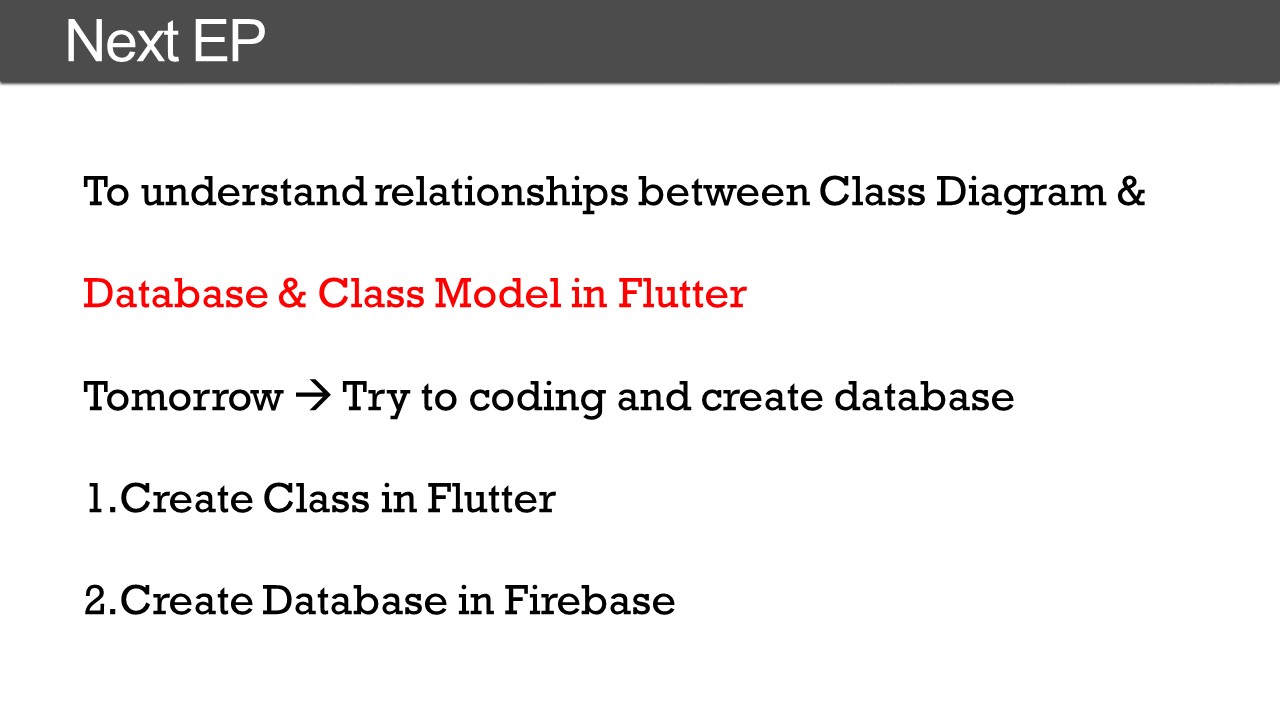 Next EP
To understand relationships between Class Diagram &
Database & Class Model in Flutter
Tomorrow → Try to coding and create database
1.Create Class in Flutter
2.Create Database in Firebase